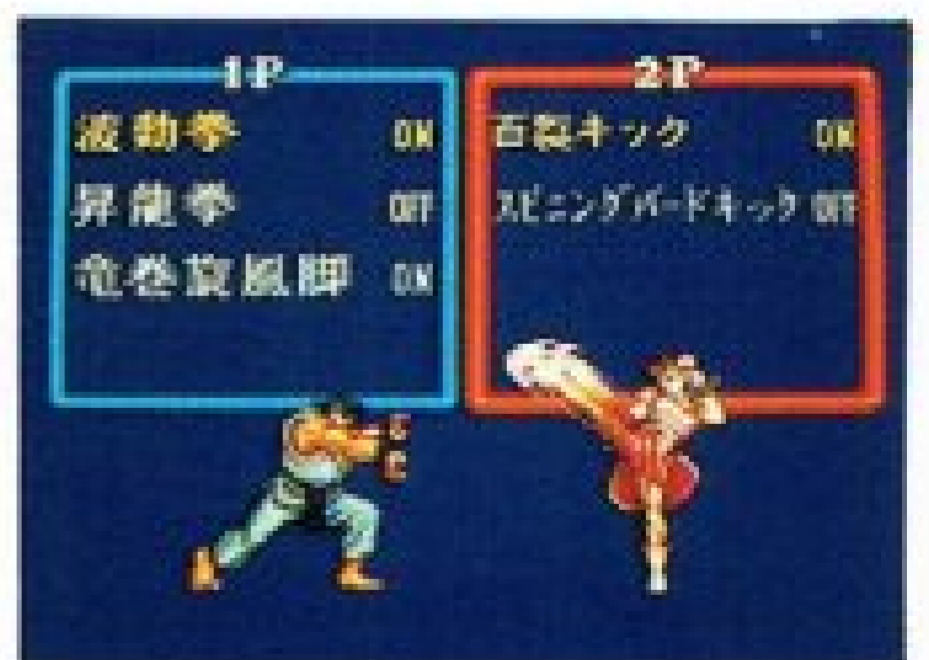 1P
波動拳 ON
昇龍拳 OFF
竜巻旋風脚 ON
2P
百裂キック ON
スピニングバードキック OFF